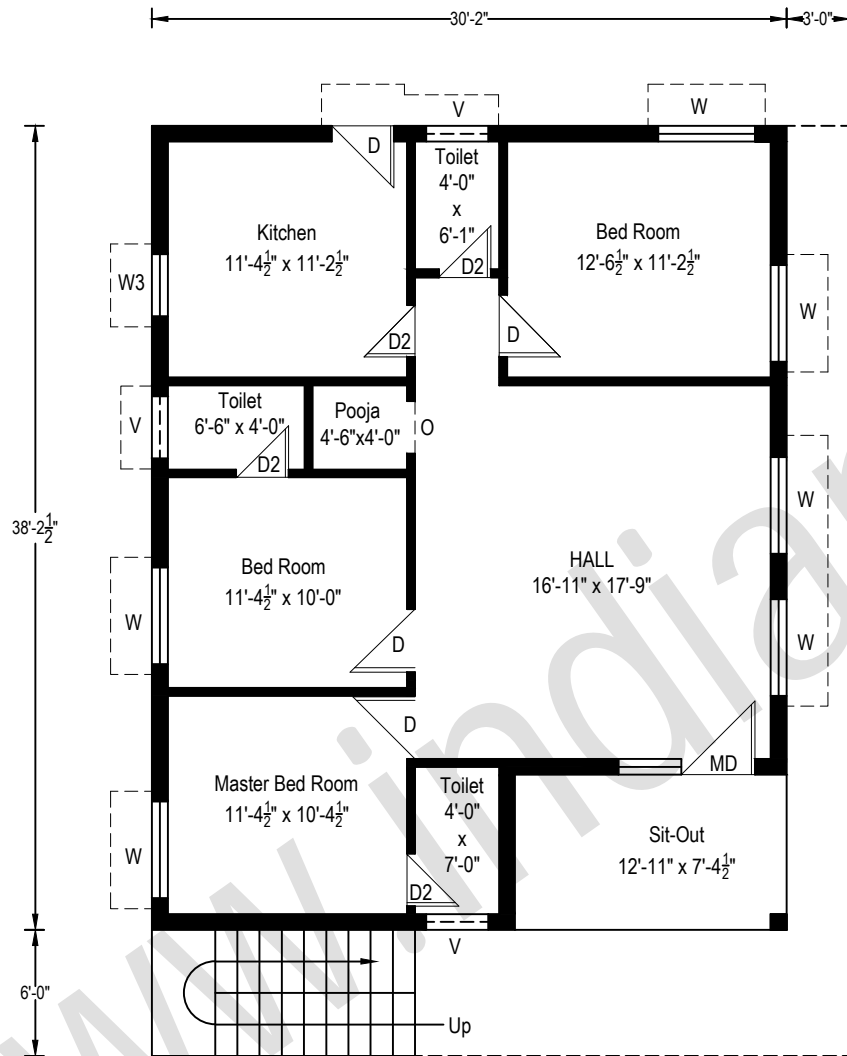 30'-2"
3'-0"
V
W
D
Toilet
4'-0"
x
6'-1"
Kitchen
11'-4½" x 11'-2½"
Bed Room
12'-6½" x 11'-2½"
W3
D2
W
D2
D
V
Toilet
6'-6" x 4'-0"
Pooja
4'-6"x4'-0"
O
D2
W
38'-2½"
Bed Room
11'-4½" x 10'-0"
HALL
16'-11" x 17'-9"
W
W
D
D
MD
Master Bed Room
11'-4½" x 10'-4½"
Toilet
4'-0"
x
7'-0"
Sit-Out
12'-11" x 7'-4½"
W
D2
V
6'-0"
Up
www.indian